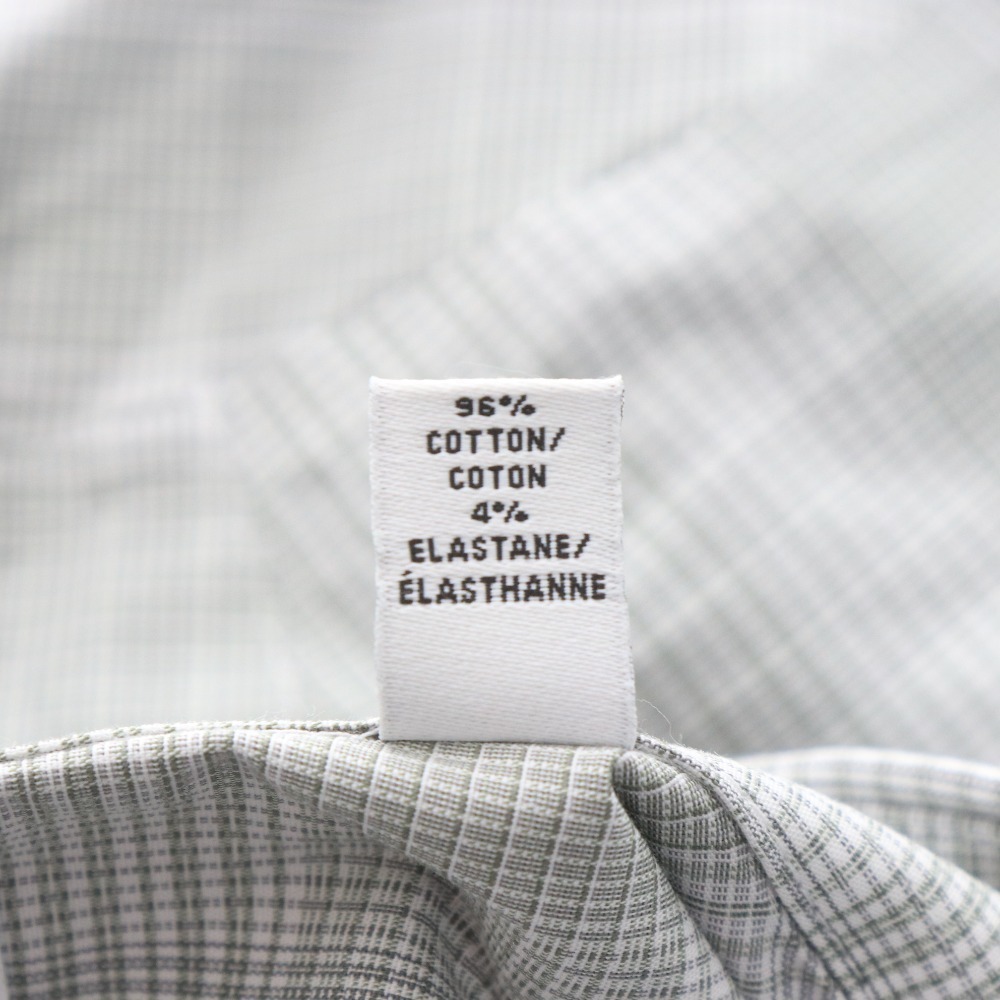 96%
COTTON/
COTON
4%
ELASTANE/
ÉLASTHANNE